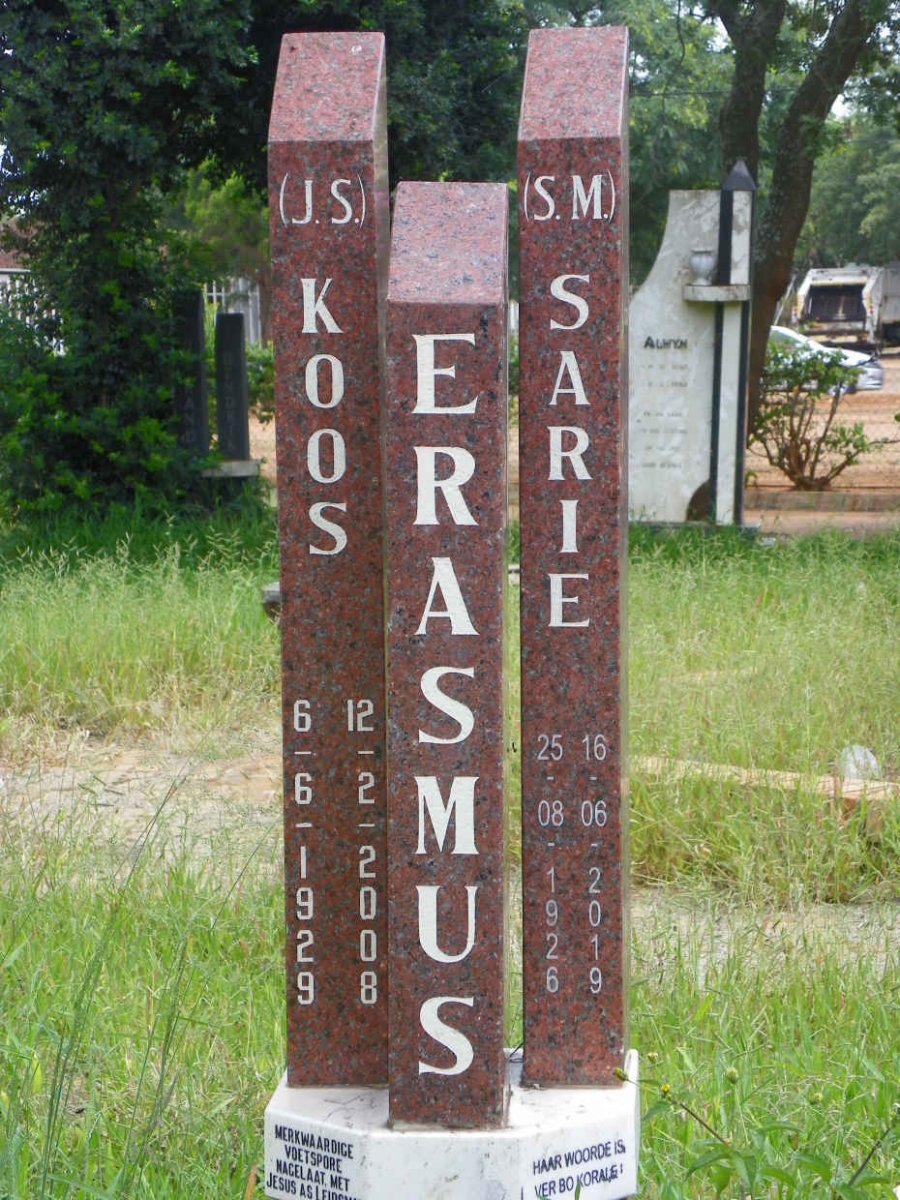 (J.S.)
KOOS
6-6-1929
12-2-2008
ERASMUS
(S.M.)
SARIE
25-08-1926
16-06-2019
MERKWAARDIGE
VOETSPORE
NAGELAAT, MET
JESUS AS
HAAR WOORDE IS,
VER BO KORALE!